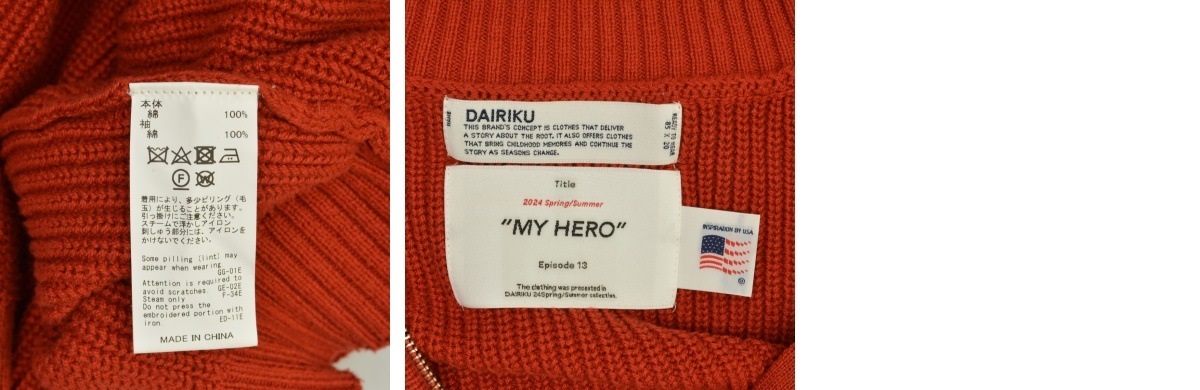 本体
綿 100%
袖
綿 100%
F
W
着用により、多少ピリング(毛
玉)が生じることがあります。
引っ掛けにご注意ください。
スチームで浮かしアイロン
刺しゅう部分には、アイロンを
かけないでください。
Some pilling (lint) may
appear when wearing
GG-01E
Attention is required to
avoid scratches
GE-02E
Steam only
F-34E
Do not press the
embroidered portion with
iron.
ED-11E
MADE IN CHINA
DAIRIKU
THIS BRAND'S CONCEPT IS CLOTHES THAT DELIVER
A STORY ABOUT THE ROOT. IT ALSO OFFERS CLOTHES
THAT BRING CHILDHOOD MEMORIES AND CONTINUE THE
STORY AS SEASONS CHANGE.
READY TO WEAR
Title
2024 Spring/Summer
“MY HERO”
Episode 13
The clothing was presented in
DAIRIKU 24Spring/Summer collection.
INSPIRATION BY USA